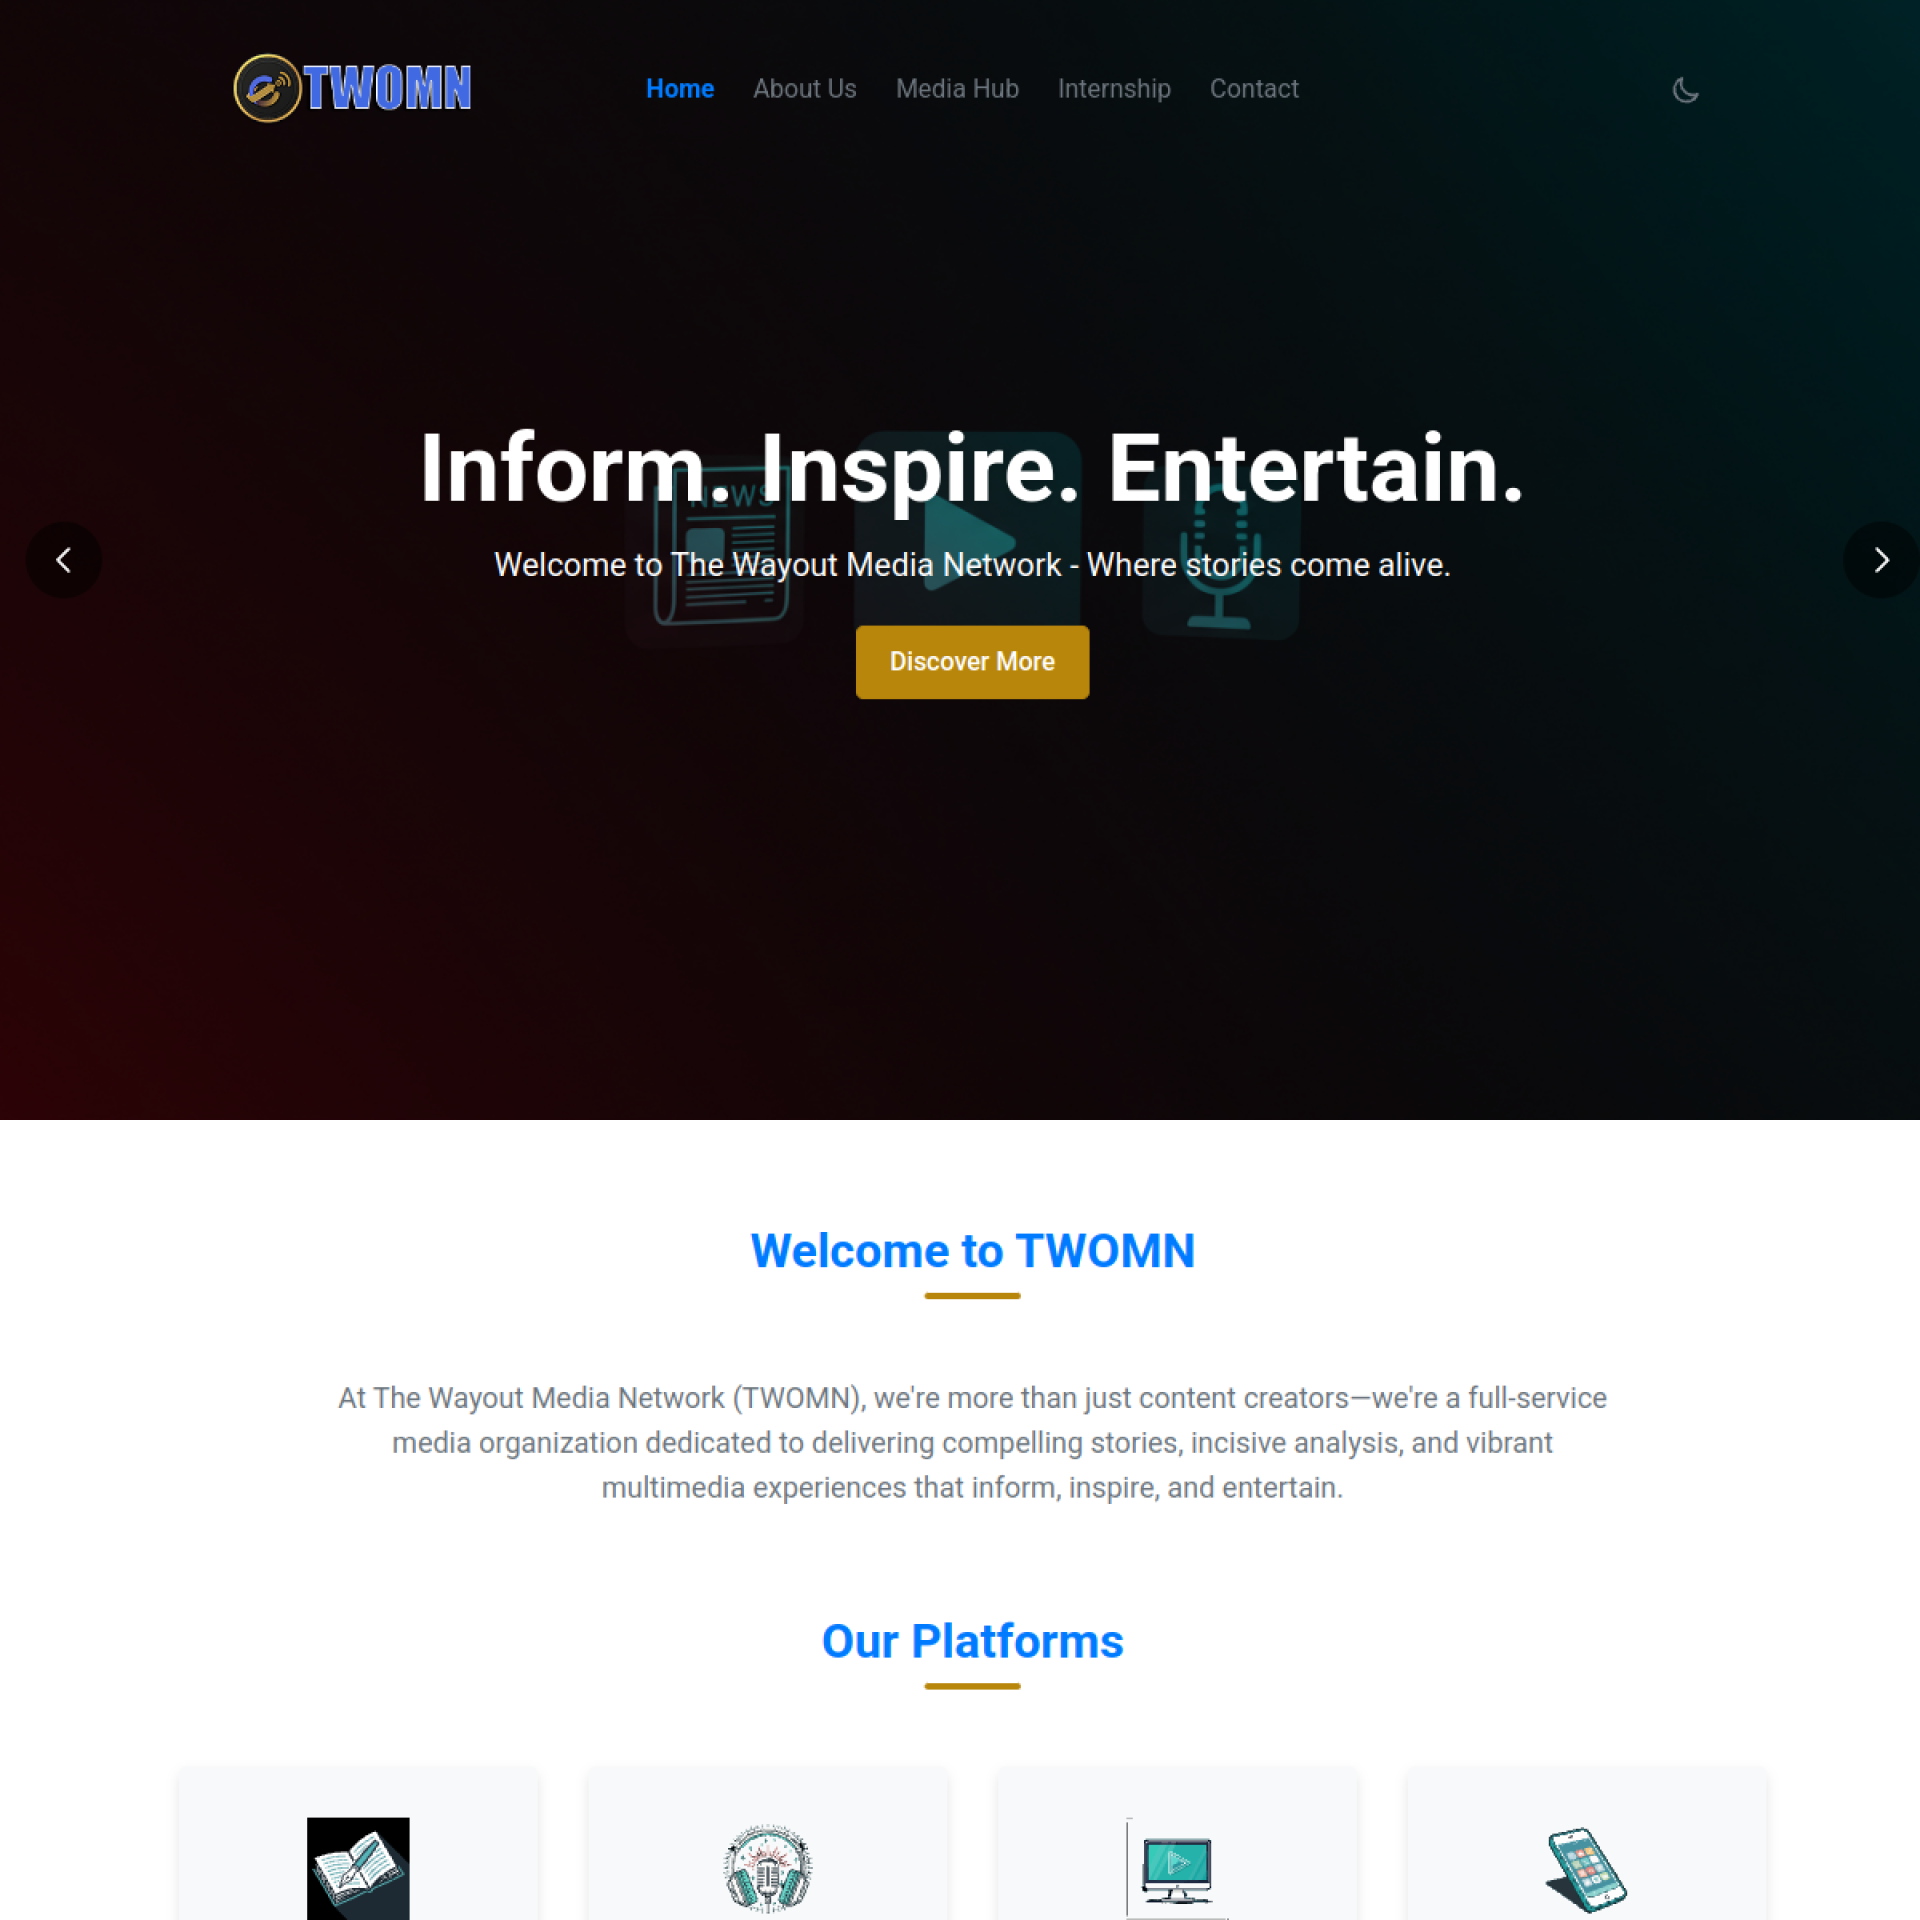 TWOMN
Home
About Us
Media Hub
Internship
Contact
Inform. Inspire. Entertain.
NEWS
Welcome to The Wayout Media Network - Where stories come alive.
Discover More
Welcome to TWOMN
At The Wayout Media Network (TWOMN), we're more than just content creators—we're a full-service
media organization dedicated to delivering compelling stories, incisive analysis, and vibrant
multimedia experiences that inform, inspire, and entertain.
Our Platforms